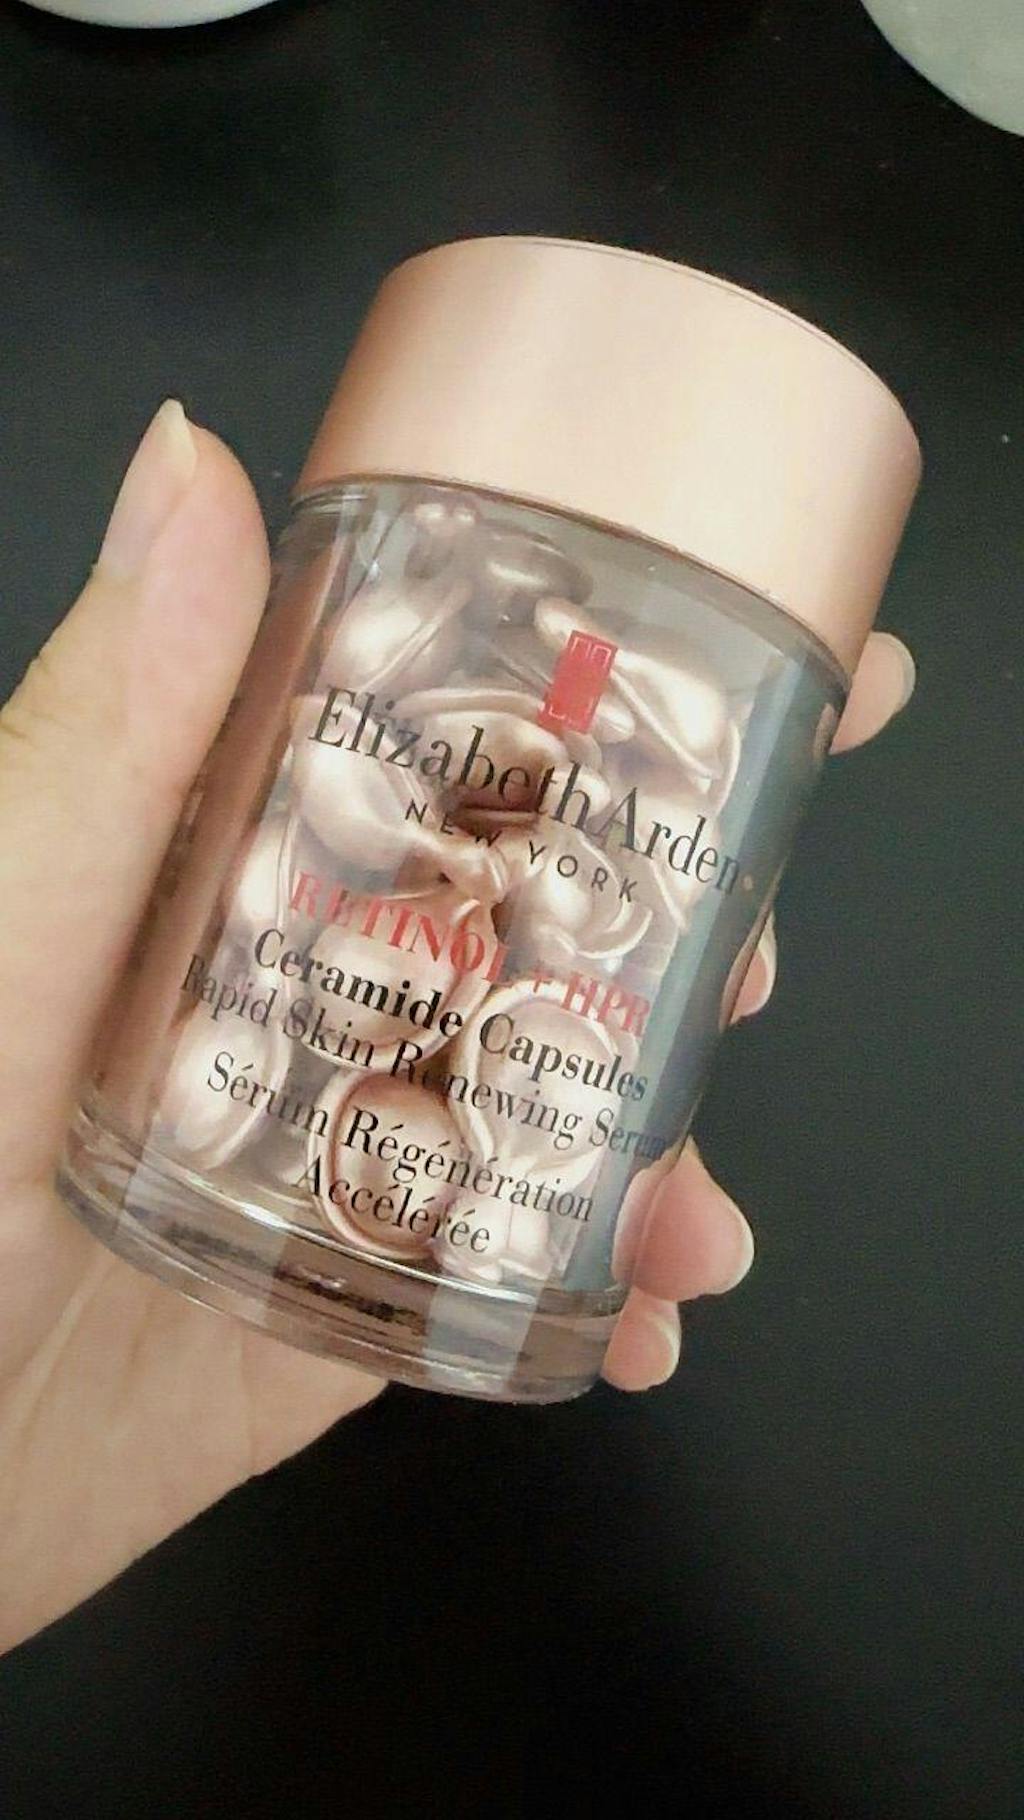 Elizabeth Arden
NEW YORK
RETINOL + HPR
Ceramide Capsules
Rapid Skin Renewing Serum
Sérum Régénération
Accélérée